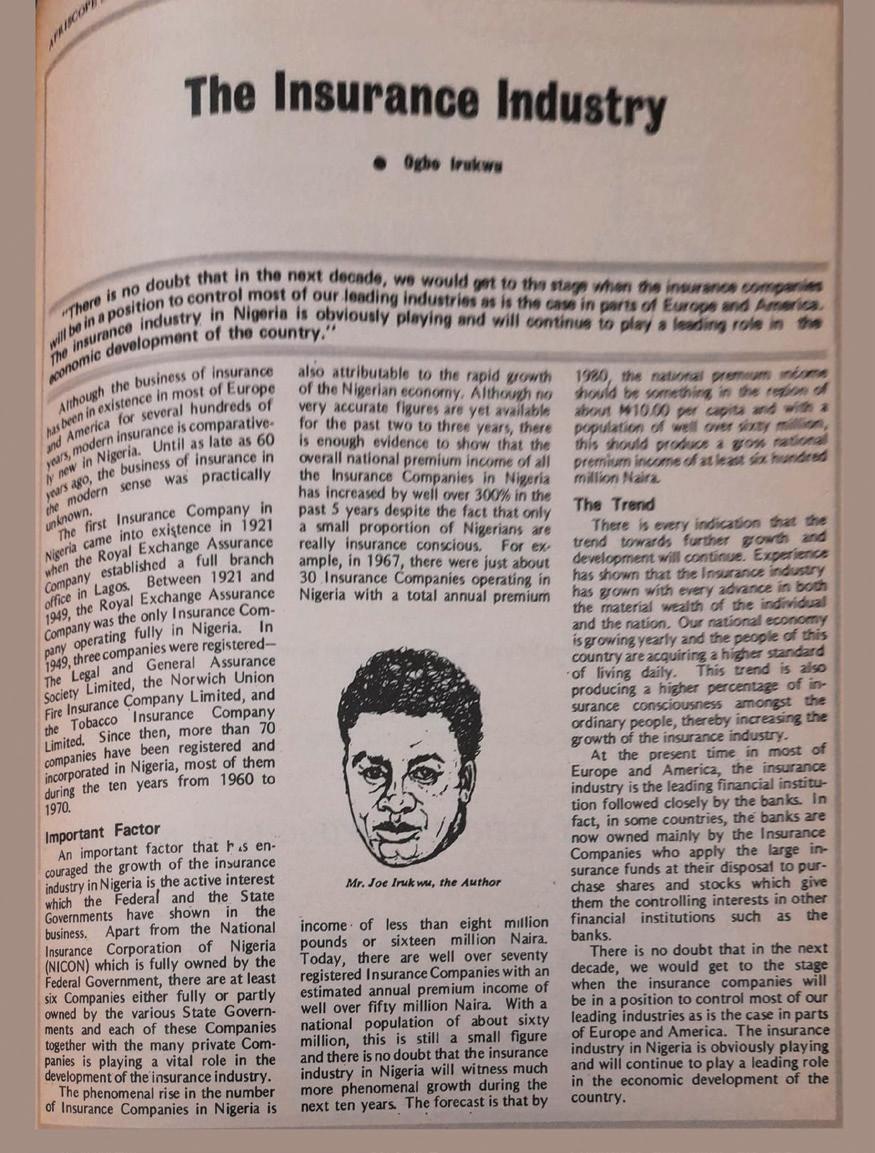 AFRISCOPE
The Insurance Industry
● Ogbo Irukwu
"There is no doubt that in the next decade, we would get to the stage when the insurance companies
will be in a position to control most of our leading industries as is the case in parts of Europe and America.
The insurance industry in Nigeria is obviously playing and will continue to play a leading role in the
economic development of the country."
Although the business of insurance
has been in existence in most of Europe
and America for several hundreds of
years, modern insurance is comparative-
ly new in Nigeria. Until as late as 60
years ago, the business of insurance in
the modern sense was practically
unknown.
The first Insurance Company in
Nigeria came into existence in 1921
when the Royal Exchange Assurance
Company established a full branch
office in Lagos. Between 1921 and
1949, the Royal Exchange Assurance
Company was the only Insurance Com-
pany operating fully in Nigeria. In
1949, three companies were registered—
The Legal and General Assurance
Society Limited, the Norwich Union
Fire Insurance Company Limited, and
the Tobacco Insurance Company
Limited. Since then, more than 70
companies have been registered and
incorporated in Nigeria, most of them
during the ten years from 1960 to
1970.
Important Factor
An important factor that has en-
couraged the growth of the insurance
industry in Nigeria is the active interest
which the Federal and the State
Governments have shown in the
business. Apart from the National
Insurance Corporation of Nigeria
(NICON) which is fully owned by the
Federal Government, there are at least
six Companies either fully or partly
owned by the various State Govern-
ments and each of these Companies
together with the many private Com-
panies is playing a vital role in the
development of the insurance industry.
The phenomenal rise in the number
of Insurance Companies in Nigeria is
also attributable to the rapid growth
of the Nigerian economy. Although no
very accurate figures are yet available
for the past two to three years, there
is enough evidence to show that the
overall national premium income of all
the Insurance Companies in Nigeria
has increased by well over 300% in the
past 5 years despite the fact that only
a small proportion of Nigerians are
really insurance conscious. For ex-
ample, in 1967, there were just about
30 Insurance Companies operating in
Nigeria with a total annual premium
Mr. Joe Irukwu, the Author
income of less than eight million
pounds or sixteen million Naira.
Today, there are well over seventy
registered Insurance Companies with an
estimated annual premium income of
well over fifty million Naira. With a
national population of about sixty
million, this is still a small figure
and there is no doubt that the insurance
industry in Nigeria will witness much
more phenomenal growth during the
next ten years. The forecast is that by
1980, the national premium income
should be something in the region of
about ₦10.00 per capita and with a
population of well over sixty million,
this should produce a gross national
premium income of at least six hundred
million Naira.
The Trend
There is every indication that the
trend towards further growth and
development will continue. Experience
has shown that the Insurance industry
has grown with every advance in both
the material wealth of the individual
and the nation. Our national economy
is growing yearly and the people of this
country are acquiring a higher standard
of living daily. This trend is also
producing a higher percentage of in-
surance consciousness amongst the
ordinary people, thereby increasing the
growth of the insurance industry.
At the present time in most of
Europe and America, the insurance
industry is the leading financial institu-
tion followed closely by the banks. In
fact, in some countries, the banks are
now owned mainly by the Insurance
Companies who apply the large in-
surance funds at their disposal to pur-
chase shares and stocks which give
them the controlling interests in other
financial institutions such as the
banks.
There is no doubt that in the next
decade, we would get to the stage
when the insurance companies will
be in a position to control most of our
leading industries as is the case in parts
of Europe and America. The insurance
industry in Nigeria is obviously playing
and will continue to play a leading role
in the economic development of the
country.